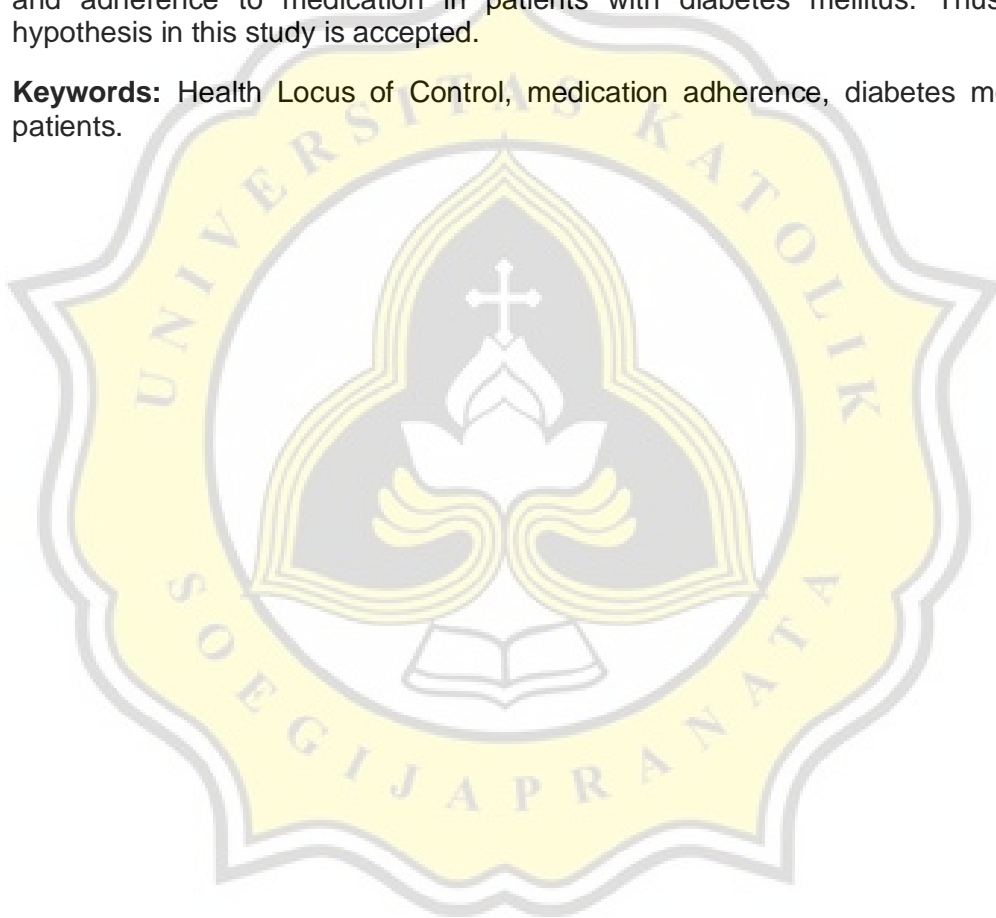 and adherence to medication in patients with diabetes mellitus. Thus
hypothesis in this study is accepted.
Keywords: Health Locus of Control, medication adherence, diabetes m
patients.
UNIVERSITAS KATOLIK
SOEGIJAPRANATA